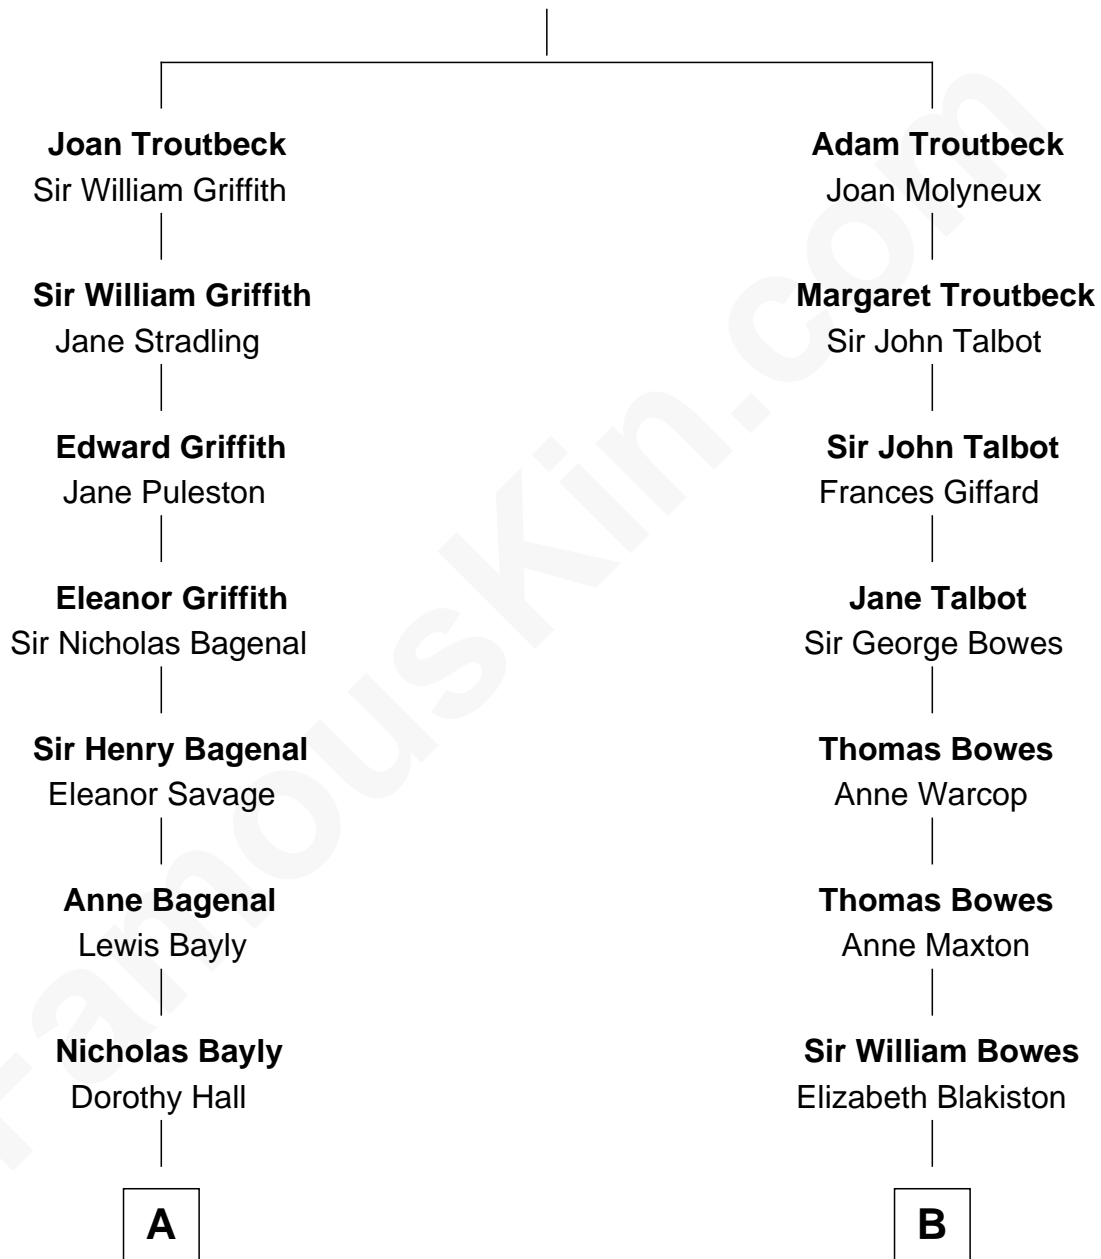 Joan Troutbeck
Sir William Griffith
Sir William Griffith
Jane Stradling
Edward Griffith
Jane Puleston
Eleanor Griffith
Sir Nicholas Bagenal
Sir Henry Bagenal
Eleanor Savage
Anne Bagenal
Lewis Bayly
Nicholas Bayly
Dorothy Hall
A
Adam Troutbeck
Joan Molyneux
Margaret Troutbeck
Sir John Talbot
Sir John Talbot
Frances Giffard
Jane Talbot
Sir George Bowes
Thomas Bowes
Anne Warcop
Thomas Bowes
Anne Maxton
Sir William Bowes
Elizabeth Blakiston
B
FamousKin.com